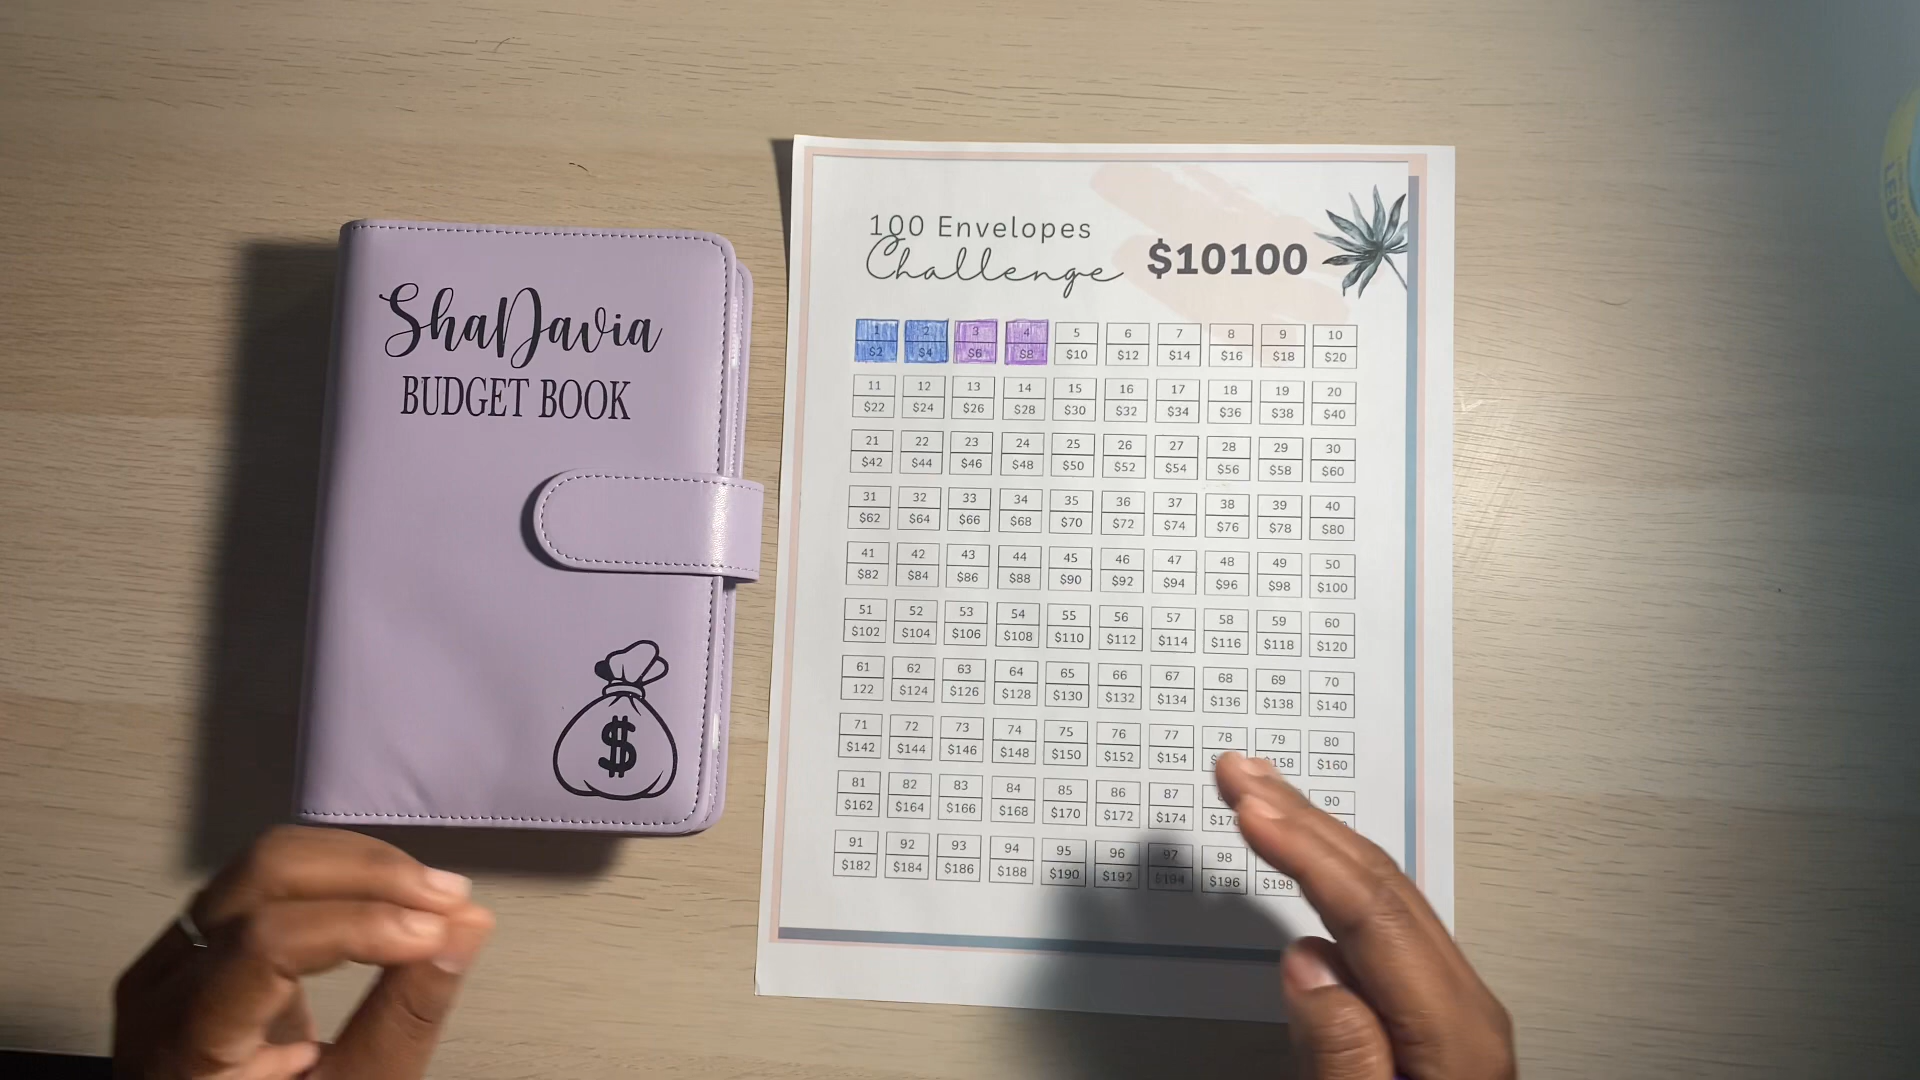 ShaDavia
BUDGET BOOK
$
100 Envelopes
Challenge $10100
1 2 3 4 5 6 7 8 9 10
$2 $4 $6 $8 $10 $12 $14 $16 $18 $20
11 12 13 14 15 16 17 18 19 20
$22 $24 $26 $28 $30 $32 $34 $36 $38 $40
21 22 23 24 25 26 27 28 29 30
$42 $44 $46 $48 $50 $52 $54 $56 $58 $60
31 32 33 34 35 36 37 38 39 40
$62 $64 $66 $68 $70 $72 $74 $76 $78 $80
41 42 43 44 45 46 47 48 49 50
$82 $84 $86 $88 $90 $92 $94 $96 $98 $100
51 52 53 54 55 56 57 58 59 60
$102 $104 $106 $108 $110 $112 $114 $116 $118 $120
61 62 63 64 65 66 67 68 69 70
122 $124 $126 $128 $130 $132 $134 $136 $138 $140
71 72 73 74 75 76 77 78 79 80
$142 $144 $146 $148 $150 $152 $154 $158 $160
81 82 83 84 85 86 87 90
$162 $164 $166 $168 $170 $172 $174
91 92 93 94 95 96 97 98
$182 $184 $186 $188 $190 $192 $194 $196 $198
LED